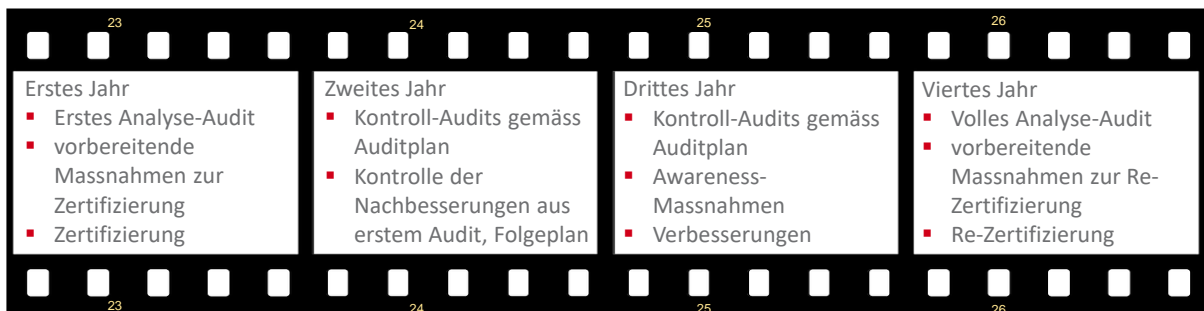 23
24
25
26
Erstes Jahr
Erstes Analyse-Audit
vorbereitende
Massnahmen zur
Zertifizierung
Zertifizierung
Zweites Jahr
Kontroll-Audits gemäss
Auditplan
Kontrolle der
Nachbesserungen aus
erstem Audit, Folgeplan
Drittes Jahr
Kontroll-Audits gemäss
Auditplan
Awareness-
Massnahmen
Verbesserungen
Viertes Jahr
Volles Analyse-Audit
vorbereitende
Massnahmen zur Re-
Zertifizierung
Re-Zertifizierung
23
24
25
26